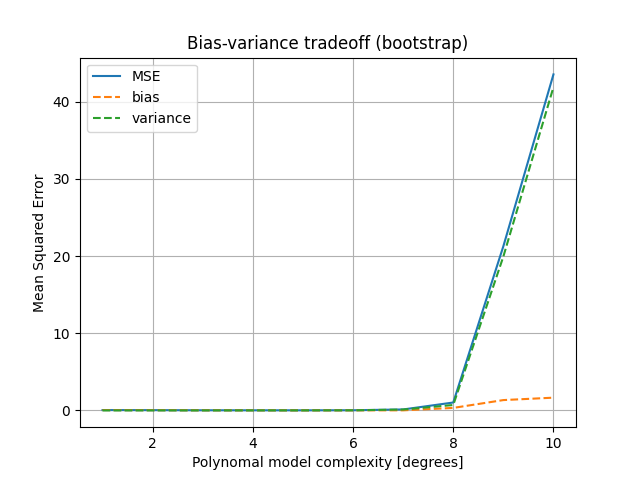 Bias-variance tradeoff (bootstrap)
MSE
bias
variance
Mean Squared Error
40
30
20
10
0
2 4 6 8 10
Polynomal model complexity [degrees]